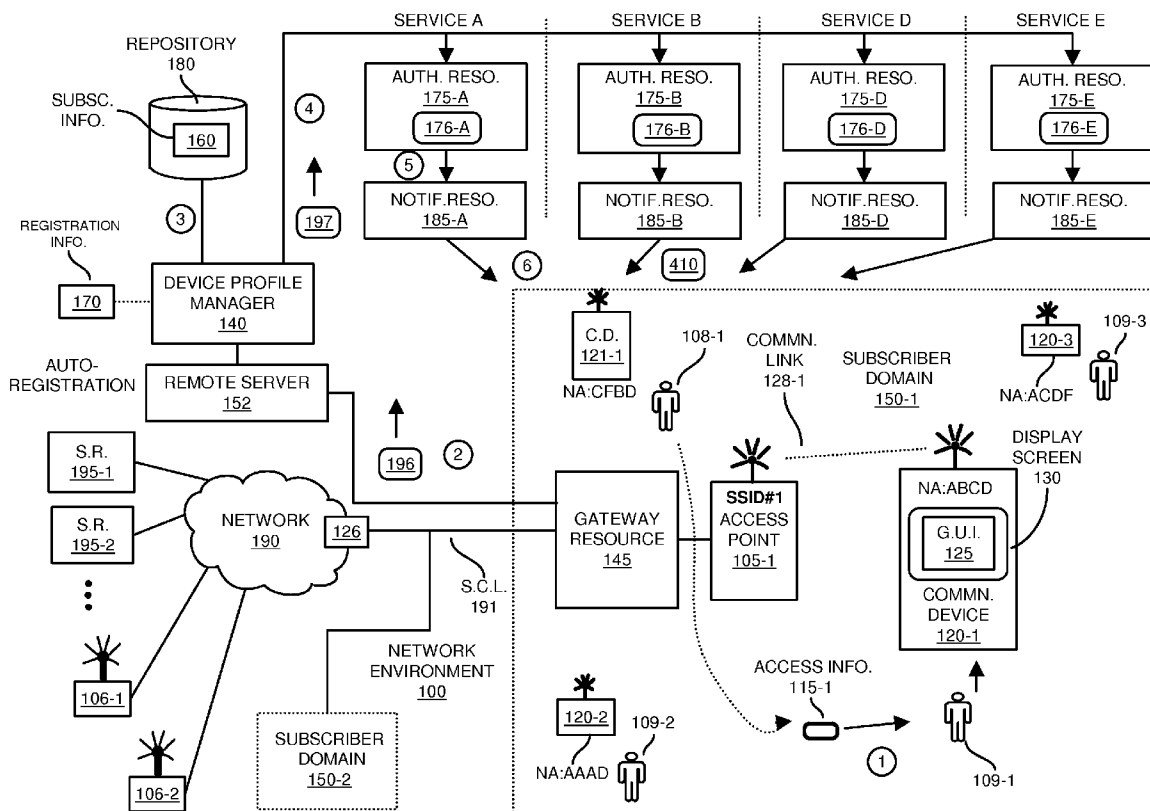 SERVICE A
SERVICE B
SERVICE D
SERVICE E
REPOSITORY
180
SUBSC.
INFO.
160
4
AUTH. RESO.
175-A
176-A
AUTH. RESO.
175-B
176-B
AUTH. RESO.
175-D
176-D
AUTH. RESO.
175-E
176-E
5
3
197
NOTIF.RESO.
185-A
NOTIF.RESO.
185-B
NOTIF.RESO.
185-D
NOTIF.RESO.
185-E
REGISTRATION
INFO.
170
DEVICE PROFILE
MANAGER
140
6
410
AUTO-
REGISTRATION
REMOTE SERVER
152
C.D.
121-1
NA:CFBD
108-1
COMMN.
LINK
128-1
SUBSCRIBER
DOMAIN
150-1
120-3
NA:ACDF
109-3
S.R.
195-1
S.R.
195-2
196
2
NETWORK
190
126
S.C.L.
191
GATEWAY
RESOURCE
145
SSID#1
ACCESS
POINT
105-1
NA:ABCD
G.U.I.
125
COMMN.
DEVICE
120-1
DISPLAY
SCREEN
130
106-1
106-2
NETWORK
ENVIRONMENT
100
SUBSCRIBER
DOMAIN
150-2
120-2
NA:AAAD
109-2
ACCESS INFO.
115-1
1
109-1